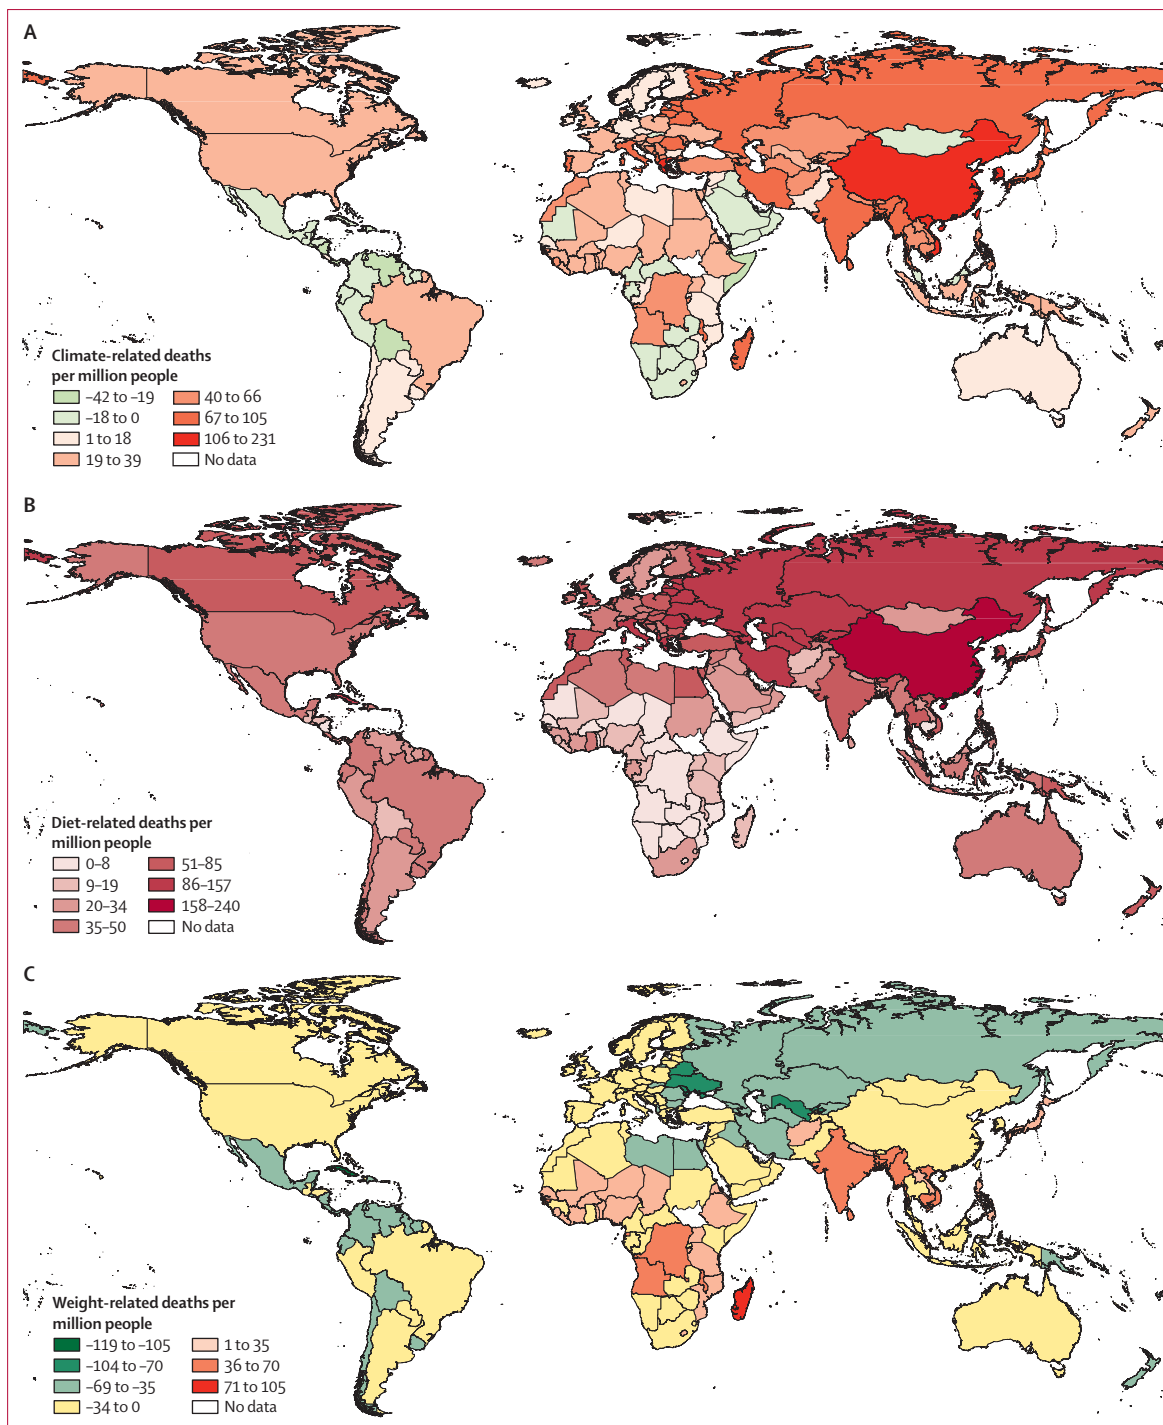 A
Climate-related deaths
per million people
–42 to –19
40 to 66
–18 to 0
67 to 105
1 to 18
106 to 231
19 to 39
No data
B
Diet-related deaths per
million people
0–8
51–85
9–19
86–157
20–34
158–240
35–50
No data
C
Weight-related deaths per
million people
–119 to –105
1 to 35
–104 to –70
36 to 70
–69 to –35
71 to 105
–34 to 0
No data